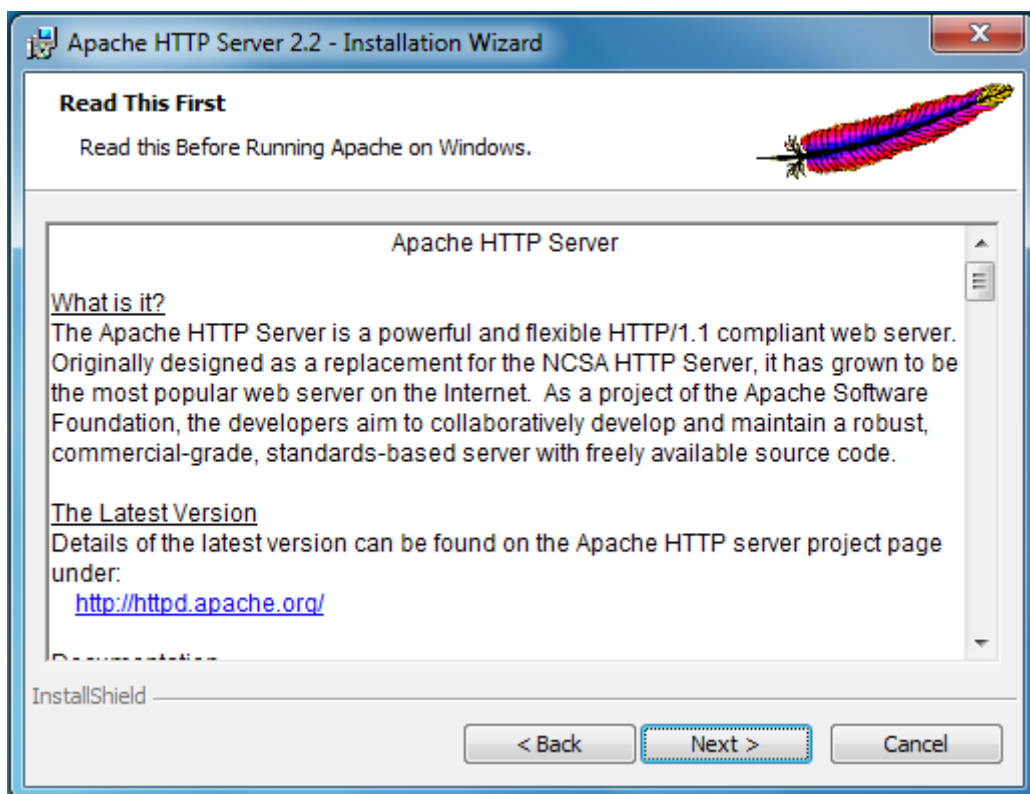 Apache HTTP Server 2.2 - Installation Wizard
Read This First
Read this Before Running Apache on Windows.
Apache HTTP Server
What is it?
The Apache HTTP Server is a powerful and flexible HTTP/1.1 compliant web server.
Originally designed as a replacement for the NCSA HTTP Server, it has grown to be
the most popular web server on the Internet.  As a project of the Apache Software
Foundation, the developers aim to collaboratively develop and maintain a robust,
commercial-grade, standards-based server with freely available source code.
The Latest Version
Details of the latest version can be found on the Apache HTTP server project page
under:
http://httpd.apache.org/
Documentation
InstallShield
< Back
Next >
Cancel